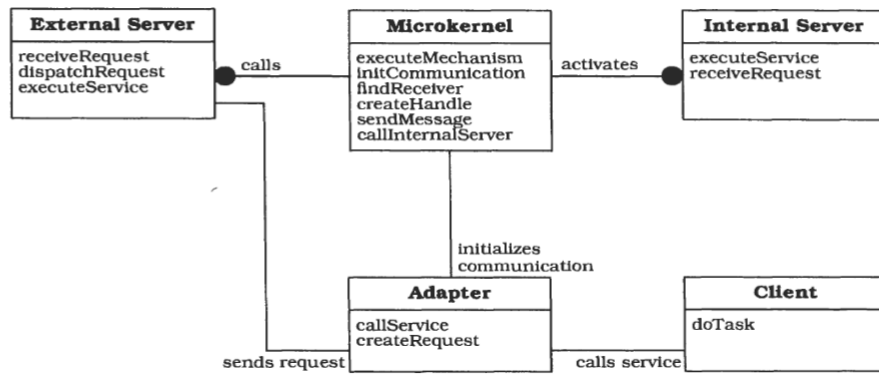 External Server
receiveRequest
dispatchRequest
executeService
calls
Microkernel
executeMechanism
initCommunication
findReceiver
createHandle
sendMessage
callInternalServer
activates
Internal Server
executeService
receiveRequest
initializes
communication
Adapter
callService
createRequest
Client
doTask
sends request
calls service